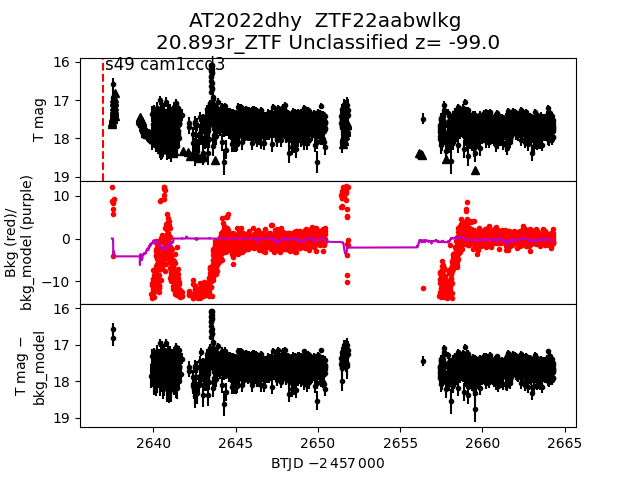 AT2022dhy  ZTF22aabwlkg
20.893r_ZTF Unclassified z= -99.0
s49 cam1ccd3
16
17
18
19
T mag
10
0
−10
Bkg (red)/
bkg_model (purple)
16
17
18
19
T mag −
bkg_model
2640 2645 2650 2655 2660 2665
BTJD −2 457 000